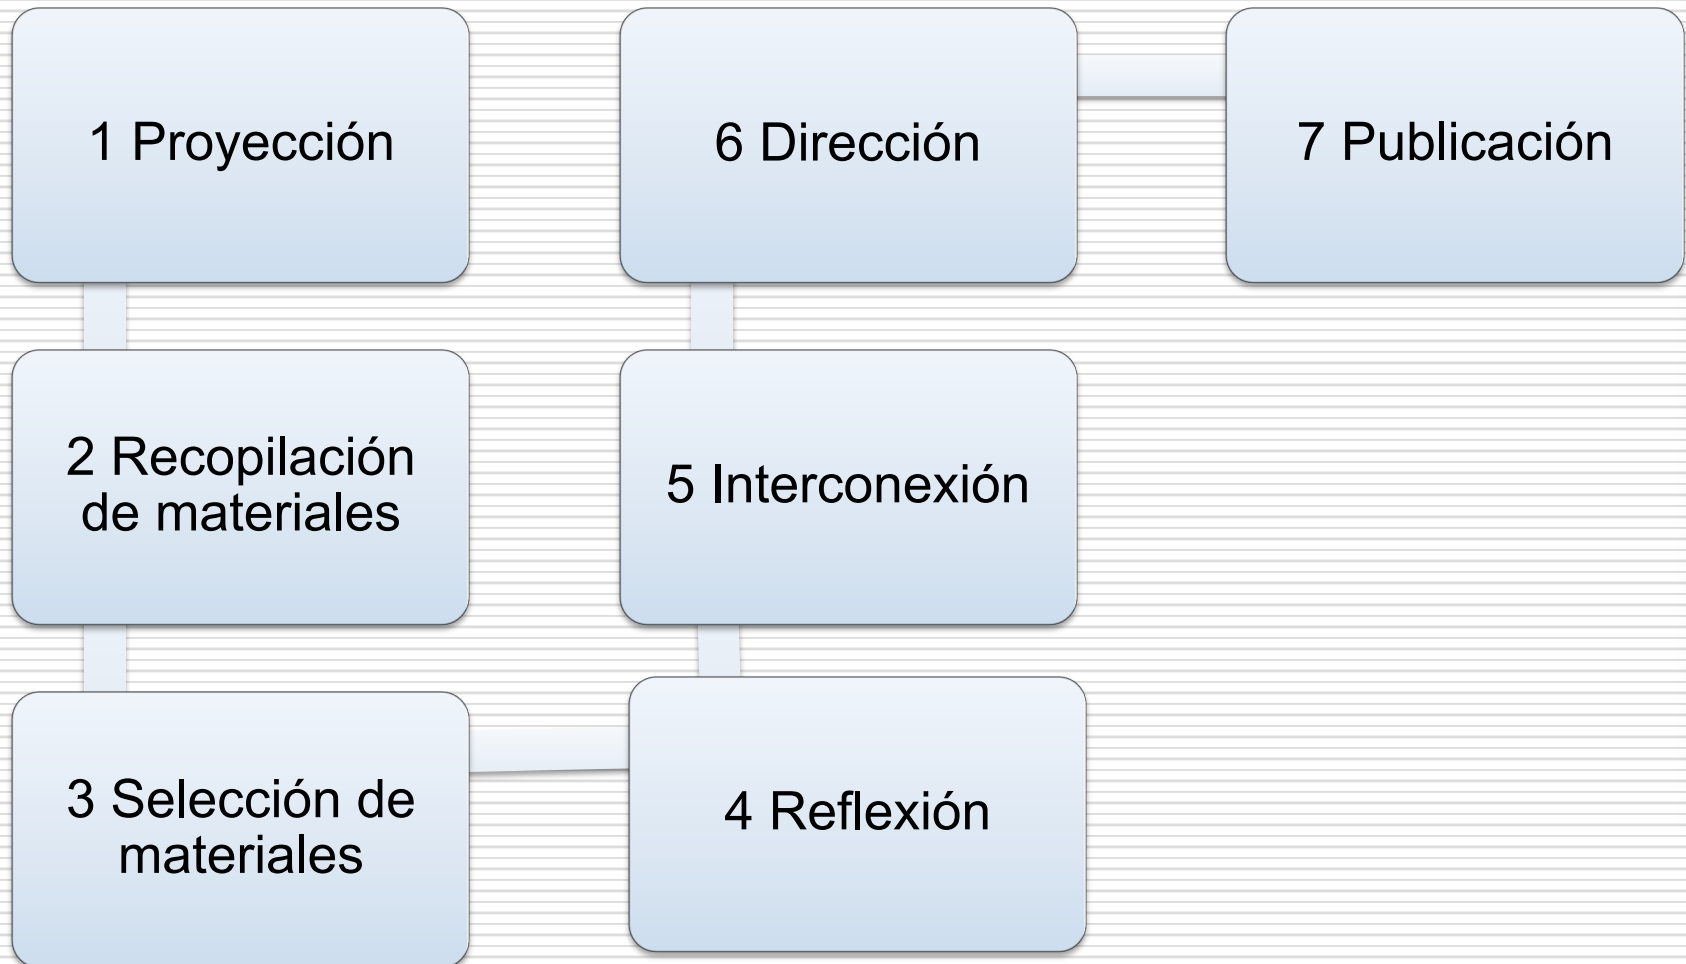 1 Proyección
2 Recopilación
de materiales
3 Selección de
materiales
4 Reflexión
5 Interconexión
6 Dirección
7 Publicación